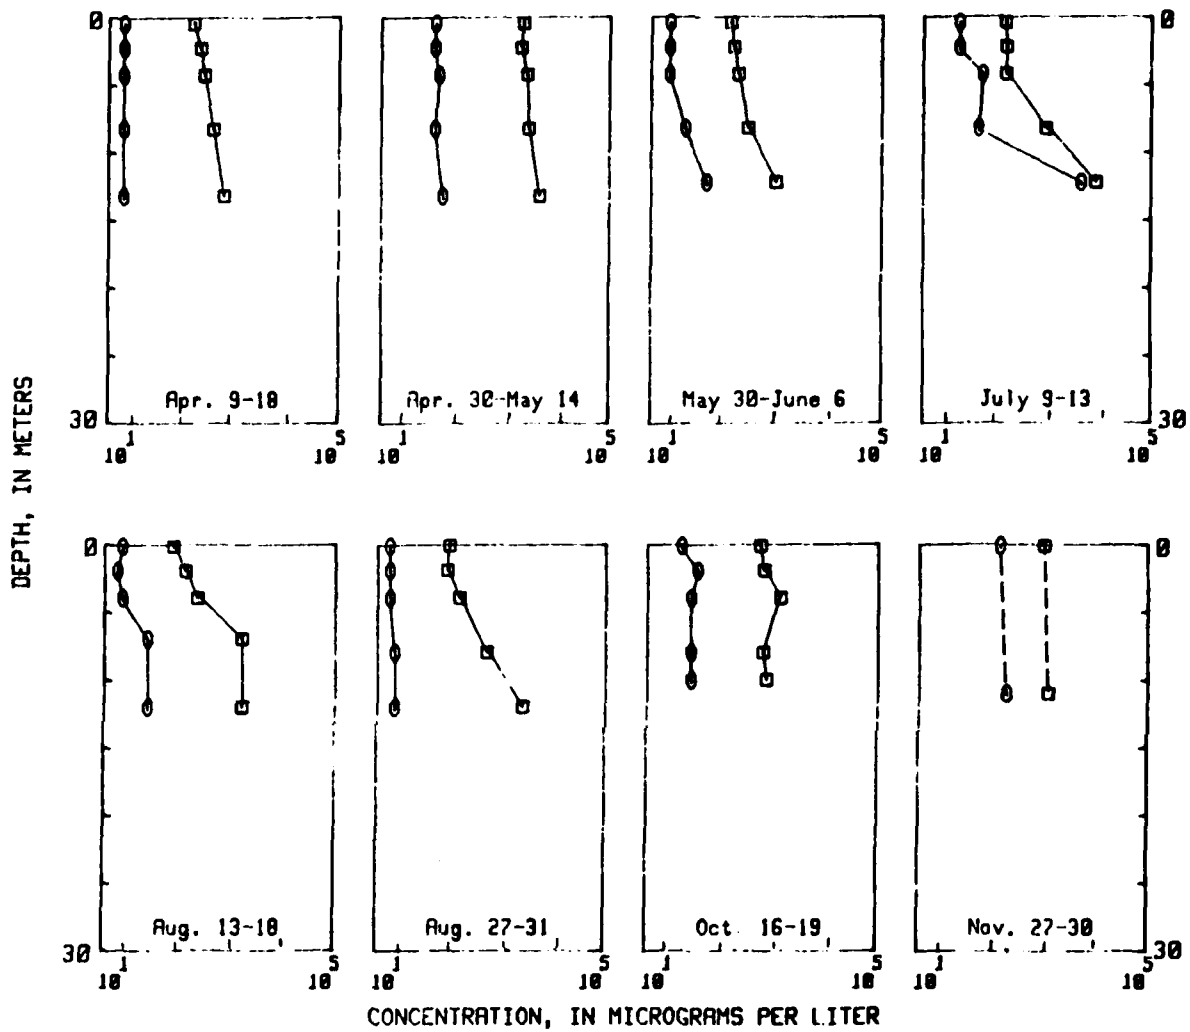 0 0
Apr. 9-18 Apr. 30-May 14 May 30-June 6 July 9-13
30 30
10^1 10^5 10^1 10^5 10^1 10^5 10^1 10^5
DEPTH, IN METERS
0 0
Aug. 13-18 Aug. 27-31 Oct. 16-19 Nov. 27-30
30 30
10^1 10^5 10^1 10^5 10^1 10^5 10^1 10^5
CONCENTRATION, IN MICROGRAMS PER LITER